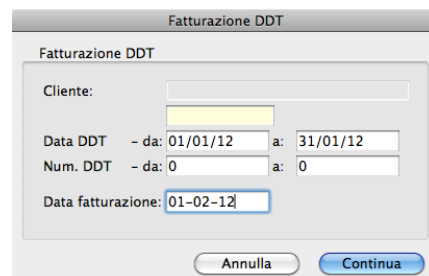 Fatturazione DDT
Fatturazione DDT
Cliente:
Data DDT - da: 01/01/12 a: 31/01/12
Num. DDT - da: 0 a: 0
Data fatturazione: 01-02-12
Annulla Continua